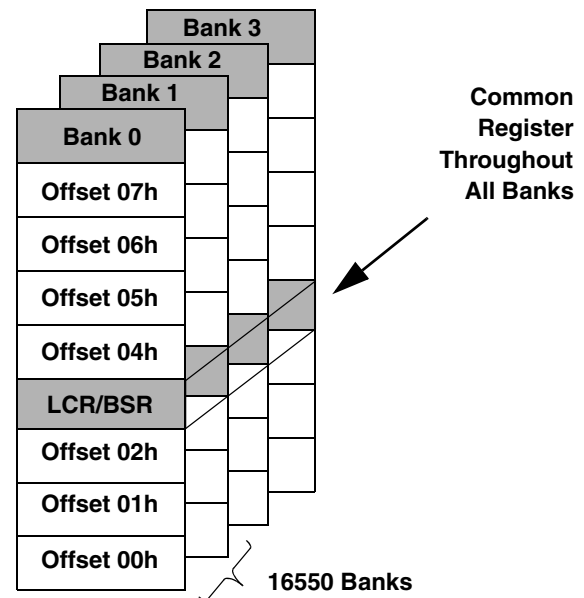 Bank 3
Bank 2
Bank 1
Bank 0
Offset 07h
Offset 06h
Offset 05h
Offset 04h
LCR/BSR
Offset 02h
Offset 01h
Offset 00h
Common
Register
Throughout
All Banks
16550 Banks